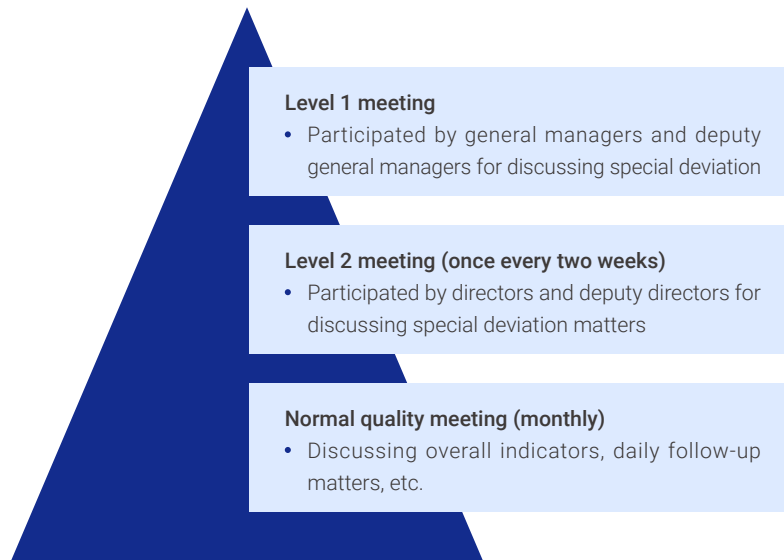 Level 1 meeting
• Participated by general managers and deputy
general managers for discussing special deviation
Level 2 meeting (once every two weeks)
• Participated by directors and deputy directors for
discussing special deviation matters
Normal quality meeting (monthly)
• Discussing overall indicators, daily follow-up
matters, etc.